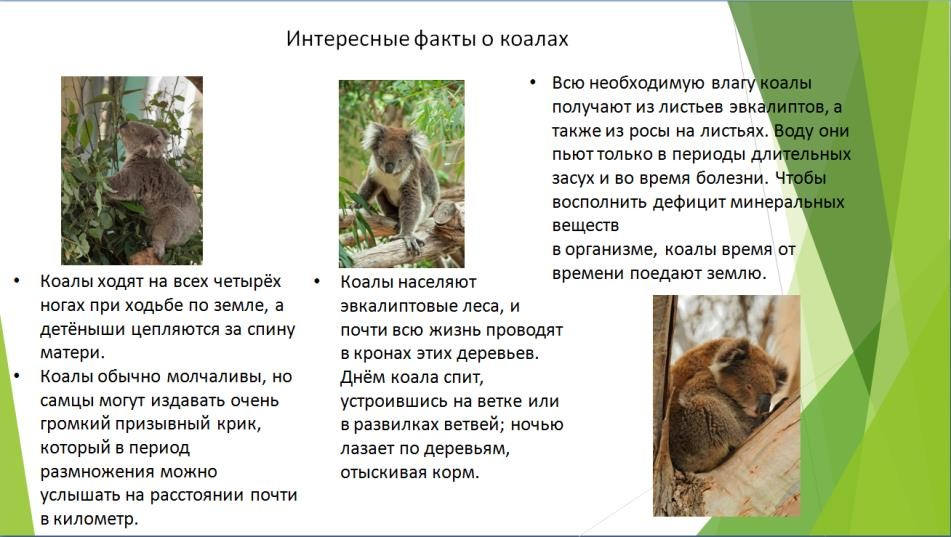 Интересные факты о коалах
• Коалы ходят на всех четырёх
ногах при ходьбе по земле, а
детёныши цепляются за спину
матери.
• Коалы обычно молчаливы, но
самцы могут издавать очень
громкий призывный крик,
который в период
размножения можно
услышать на расстоянии почти
в километр.
• Коалы населяют
эвкалиптовые леса, и
почти всю жизнь проводят
в кронах этих деревьев.
Днём коала спит,
устроившись на ветке или
в развилках ветвей; ночью
лазает по деревьям,
отыскивая корм.
• Всю необходимую влагу коалы
получают из листьев эвкалиптов, а
также из росы на листьях. Воду они
пьют только в периоды длительных
засух и во время болезни. Чтобы
восполнить дефицит минеральных
веществ
в организме, коалы время от
времени поедают землю.